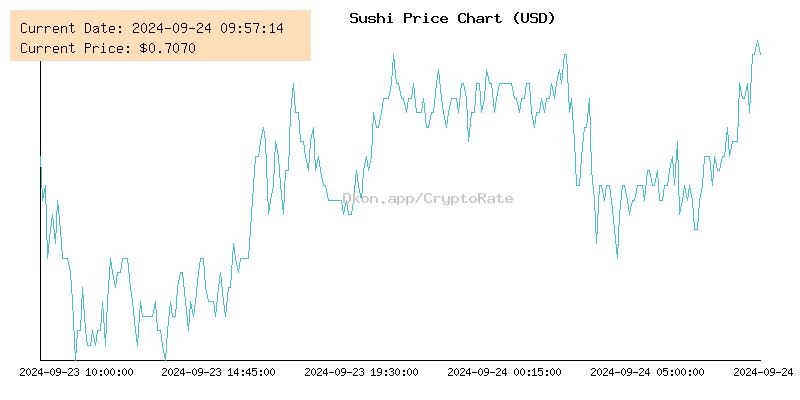 Sushi Price Chart (USD)
Current Date: 2024-09-24 09:57:14
Current Price: $0.7070
Dkon.app/CryptoRate
2024-09-23 10:00:00
2024-09-23 14:45:00
2024-09-23 19:30:00
2024-09-24 00:15:00
2024-09-24 05:00:00
2024-09-24